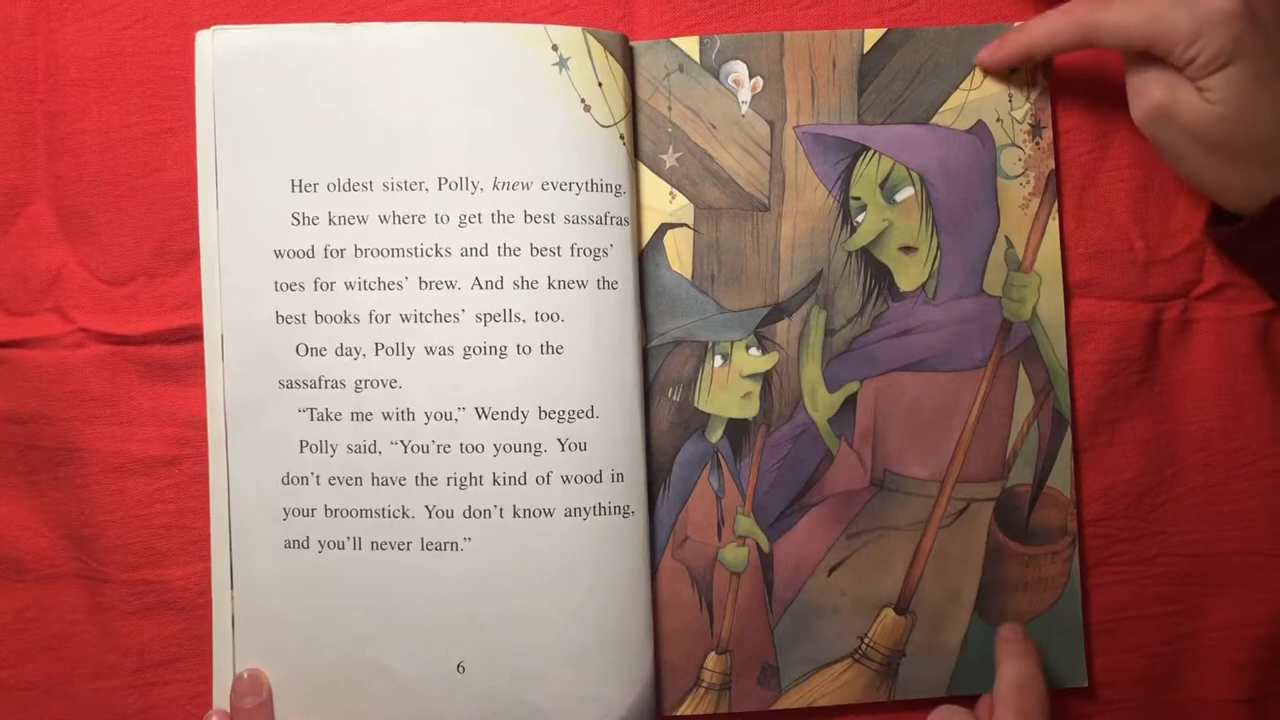 Her oldest sister, Polly, knew everything.
She knew where to get the best sassafras
wood for broomsticks and the best frogs’
toes for witches’ brew. And she knew the
best books for witches’ spells, too.
One day, Polly was going to the
sassafras grove.
“Take me with you,” Wendy begged.
Polly said, “You’re too young. You
don’t even have the right kind of wood in
your broomstick. You don’t know anything,
and you’ll never learn.”
6